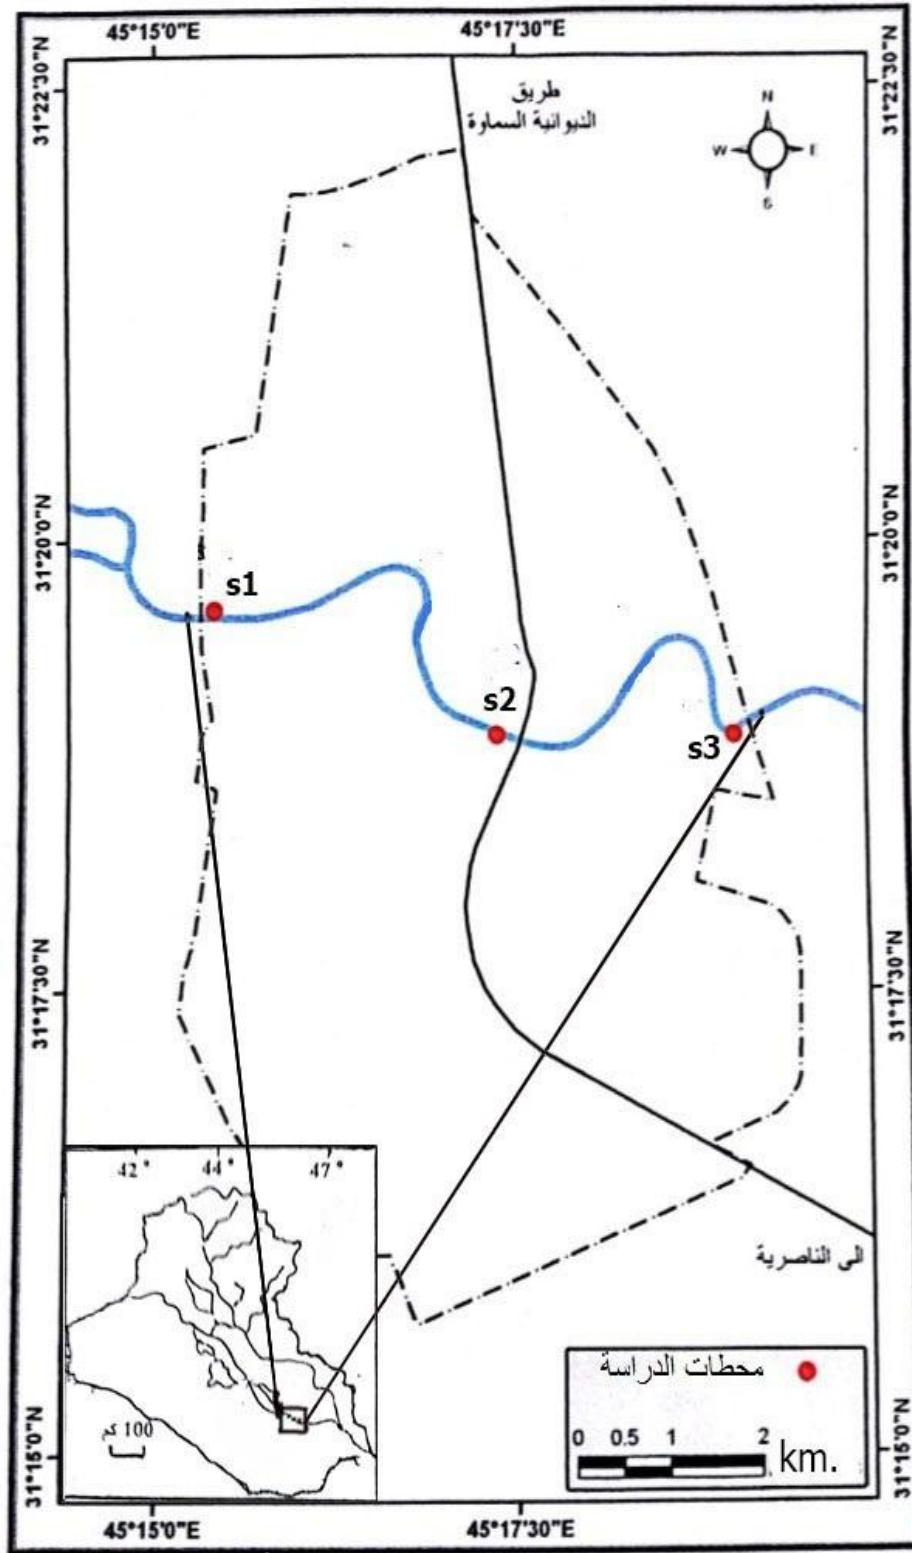 45°15'0"E
45°17'30"E
31°22'30"N
31°22'30"N
طريق
الديوانية السماوة
N
W
E
S
31°20'0"N
31°20'0"N
s1
s2
s3
31°17'30"N
31°17'30"N
42°
44°
47°
الى الناصرية
محطات الدراسة
0 0.5 1 2 km.
100 كم
31°15'0"N
31°15'0"N
45°15'0"E
45°17'30"E